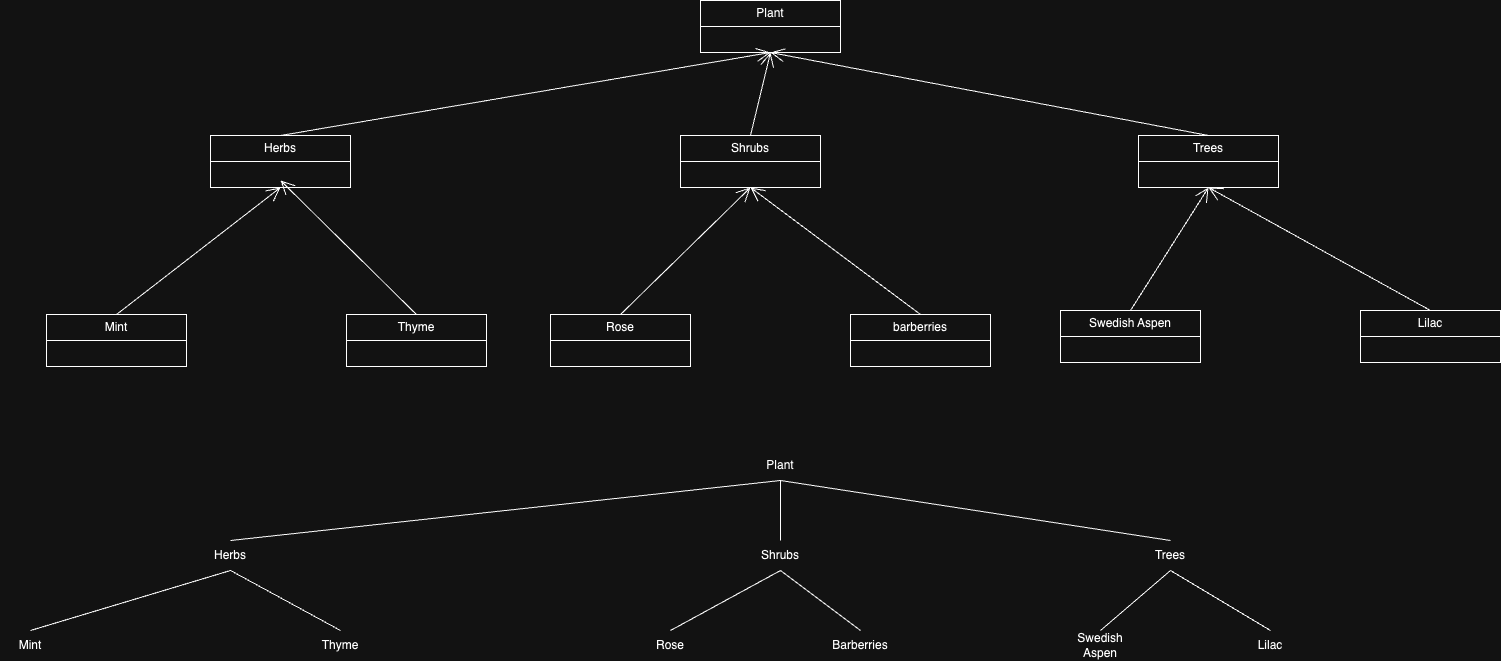 Plant
Herbs
Shrubs
Trees
Mint
Thyme
Rose
barberries
Swedish Aspen
Lilac
Plant
Herbs
Shrubs
Trees
Mint
Thyme
Rose
Barberries
Swedish
Aspen
Lilac